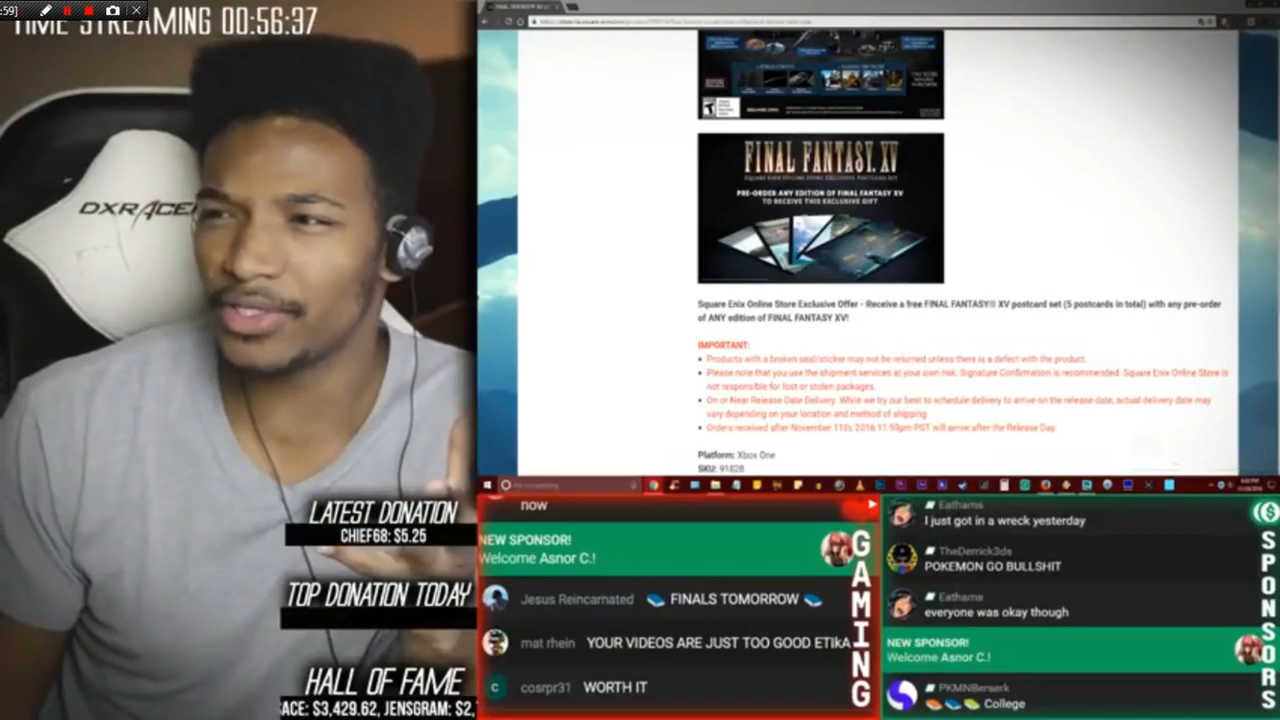 :59]
TIME STREAMING 00:56:37
DXRACER
LATEST DONATION
CHIEF68: $5.25
TOP DONATION TODAY
HALL OF FAME
ACE: $3,429.62, JENSGRAM: $2,
FINAL FANTASY XV
SQUARE ENIX ONLINE STORE EXCLUSIVE POSTCARD SET
PRE-ORDER ANY EDITION OF FINAL FANTASY XV
TO RECEIVE THIS EXCLUSIVE GIFT
Square Enix Online Store Exclusive Offer - Receive a free FINAL FANTASY® XV postcard set (5 postcards in total) with any pre-order
of ANY edition of FINAL FANTASY XV!
IMPORTANT:
• Products with a broken seal/sticker may not be returned unless there is a defect with the product.
• Please note that you use the shipment services at your own risk. Signature Confirmation is recommended. Square Enix Online Store is
not responsible for lost or stolen packages.
• On or Near Release Date Delivery. While we try our best to schedule delivery to arrive on the release date, actual delivery date may
vary depending on your location and method of shipping.
• Orders received after November 11th, 2016 11:59pm PST will arrive after the Release Day.
Platform: Xbox One
SKU: 91828
now
NEW SPONSOR!
Welcome Asnor C.!
Jesus Reincarnated FINALS TOMORROW
mat rhein YOUR VIDEOS ARE JUST TOO GOOD ETIkA
C cosrpr31 WORTH IT
GAMING
Eathams
I just got in a wreck yesterday
TheDerrick3ds
POKEMON GO BULLSHIT
Eathams
everyone was okay though
NEW SPONSOR!
Welcome Asnor C.!
PKMNBerserk
College
$
SPONSORS